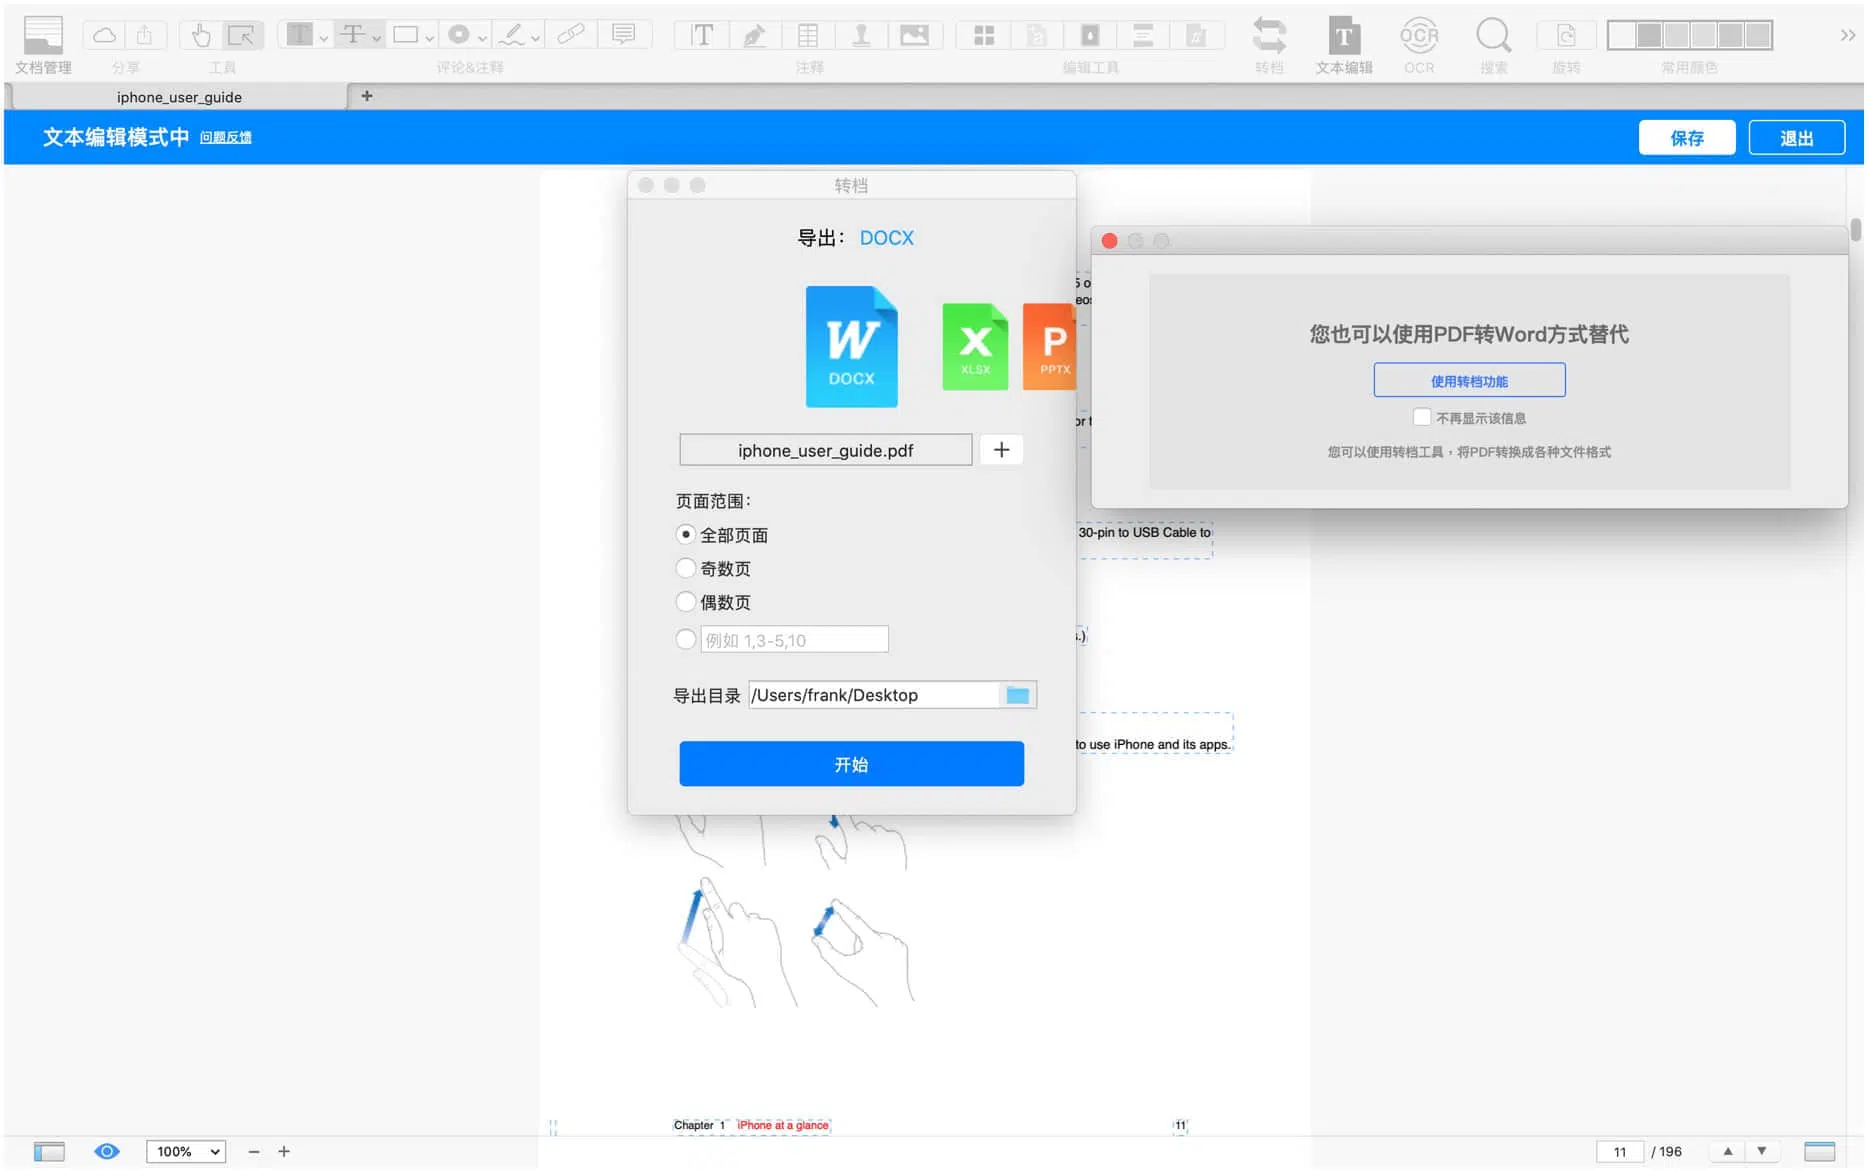 文档管理
分享
工具
评论&注释
注释
编辑工具
转档
文本编辑
OCR
OCR
搜索
旋转
常用颜色
iphone_user_guide
文本编辑模式中 问题反馈
保存
退出
转档
导出： DOCX
W
DOCX
X
XLSX
P
PPTX
iphone_user_guide.pdf
页面范围：
全部页面
奇数页
偶数页
例如 1,3-5,10
导出目录 /Users/frank/Desktop
开始
您也可以使用PDF转Word方式替代
使用转档功能
不再显示该信息
您可以使用转档工具，将PDF转换成各种文件格式
30-pin to USB Cable to
s.)
to use iPhone and its apps.
Chapter 1 iPhone at a glance
11
100%
11 / 196